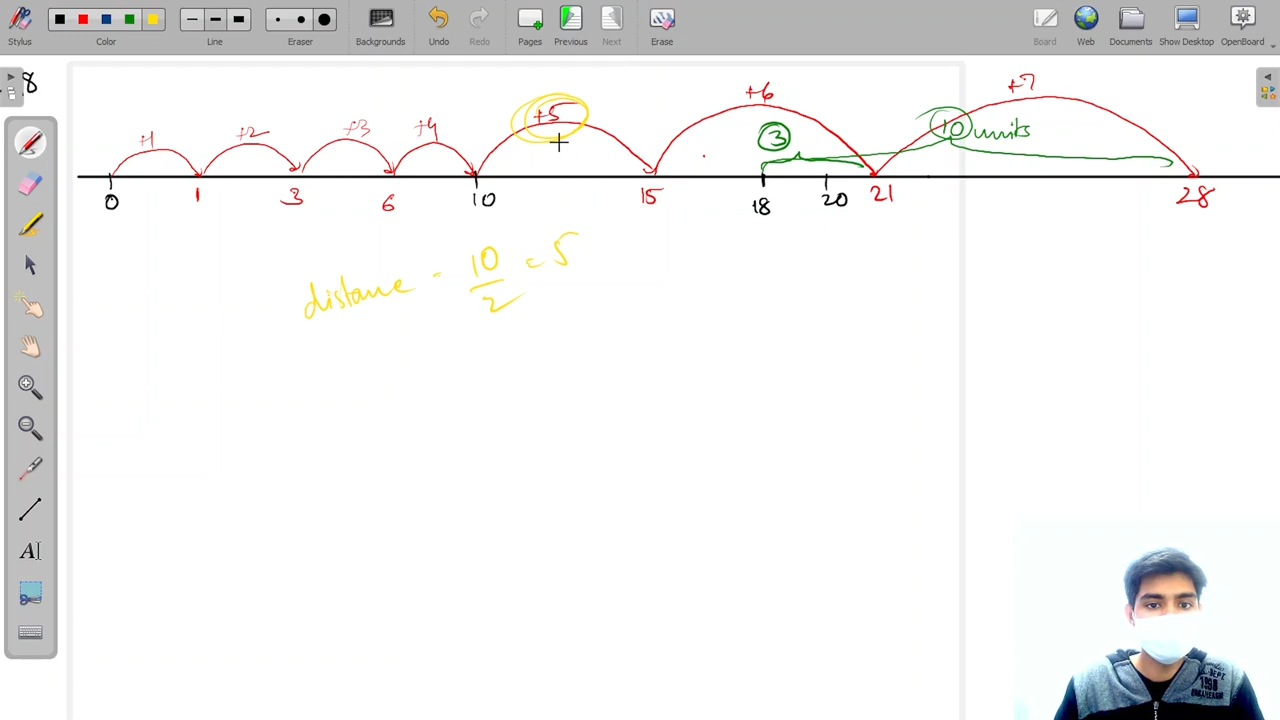 Stylus Color Line Eraser Backgrounds Undo Redo Pages Previous Next Erase Board Web Documents Show Desktop OpenBoard
8
+1 +2 +3 +4 +5 +6 +7
3 10 units
0 1 3 6 10 15 18 20 21 28
distance = 10/2 = 5
A
1958